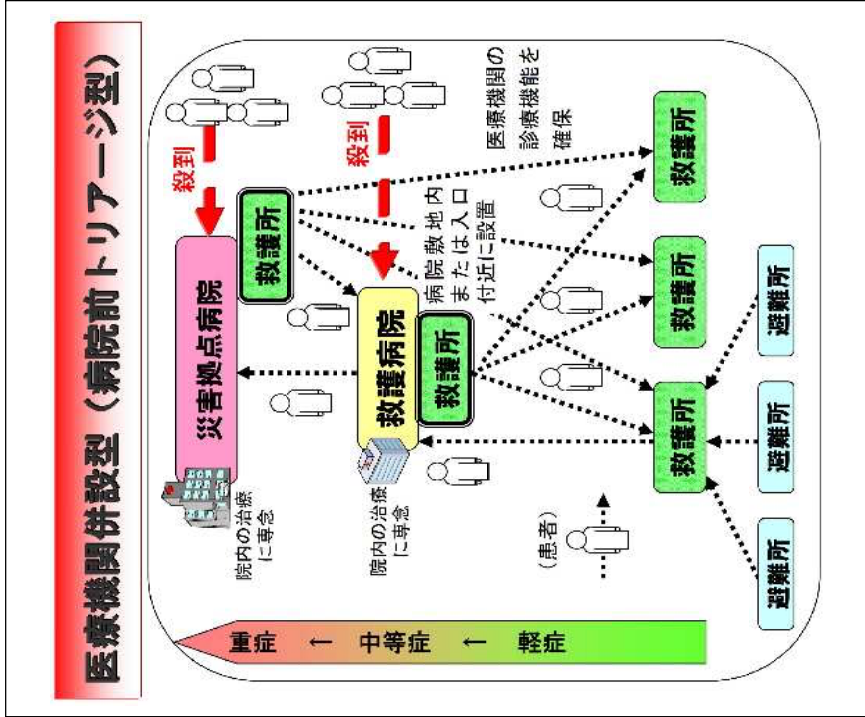 医療機関併設型（病院前トリアージ型）
殺到
災害拠点病院
救護所
院内の治療
に専念
殺到
救護病院
救護所
院内の治療
に専念
病院敷地内
または入口
付近に設置
医療機関の
診療機能を
確保
(患者)
救護所
救護所
救護所
避難所
避難所
避難所
重症
←
中等症
←
軽症